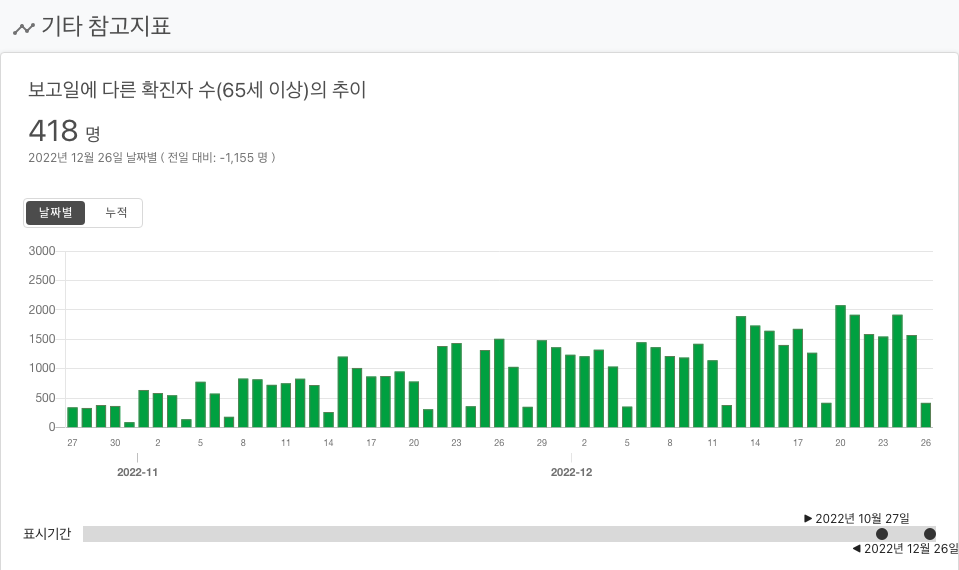 기타 참고지표
보고일에 다른 확진자 수(65세 이상)의 추이
418 명
2022년 12월 26일 날짜별 ( 전일 대비: -1,155 명 )
날짜별 누적
3000
2500
2000
1500
1000
500
0
27 30 2 5 8 11 14 17 20 23 26 29 2 5 8 11 14 17 20 23 26
2022-11 2022-12
▶ 2022년 10월 27일
표시기간
◀ 2022년 12월 26일